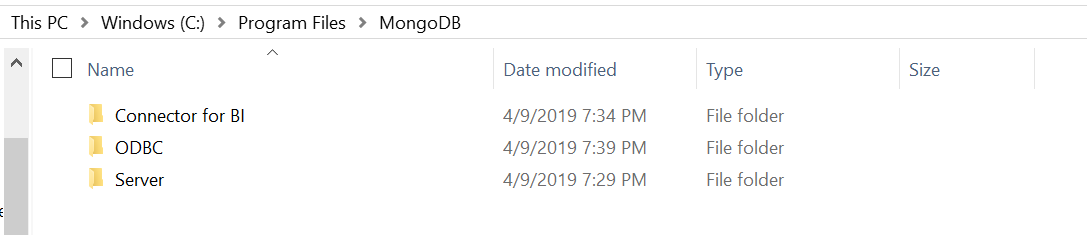 This PC > Windows (C:) > Program Files > MongoDB
Name Date modified Type Size
Connector for BI 4/9/2019 7:34 PM File folder
ODBC 4/9/2019 7:39 PM File folder
Server 4/9/2019 7:29 PM File folder